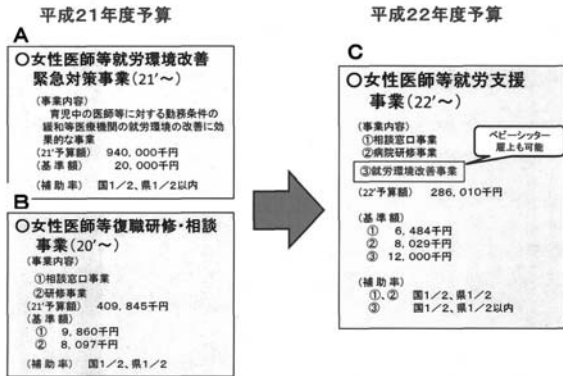 平成21年度予算
平成22年度予算
A
○女性医師等就労環境改善
緊急対策事業(21'～)
(事業内容)
育児中の医師等に対する勤務条件の
緩和等医療機関の就労環境の改善に効
果的な事業
(21'予算額) 940,000千円
(基準額) 20,000千円
(補助率) 国1/2、県1/2以内
B
○女性医師等復職研修・相談
事業(20'～)
(事業内容)
①相談窓口事業
②研修事業
(21'予算額) 409,845千円
(基準額)
① 9,860千円
② 8,097千円
(補助率) 国1/2、県1/2
C
○女性医師等就労支援
事業(22'～)
(事業内容)
①相談窓口事業
②病院研修事業
③就労環境改善事業
ベビーシッター
雇上も可能
(22'予算額) 286,010千円
(基準額)
① 6,484千円
② 8,029千円
③ 12,000千円
(補助率)
①、② 国1/2、県1/2
③ 国1/2、県1/2以内